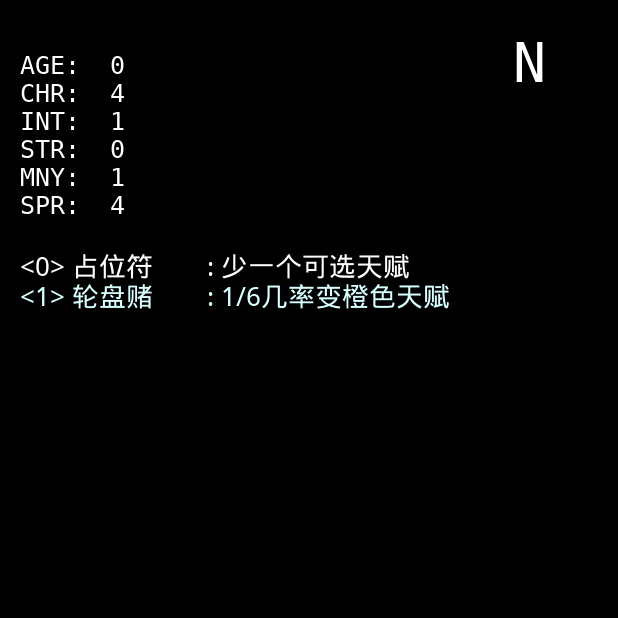 N
AGE: 0
CHR: 4
INT: 1
STR: 0
MNY: 1
SPR: 4
<0> 占位符 : 少一个可选天赋
<1> 轮盘赌 : 1/6几率变橙色天赋